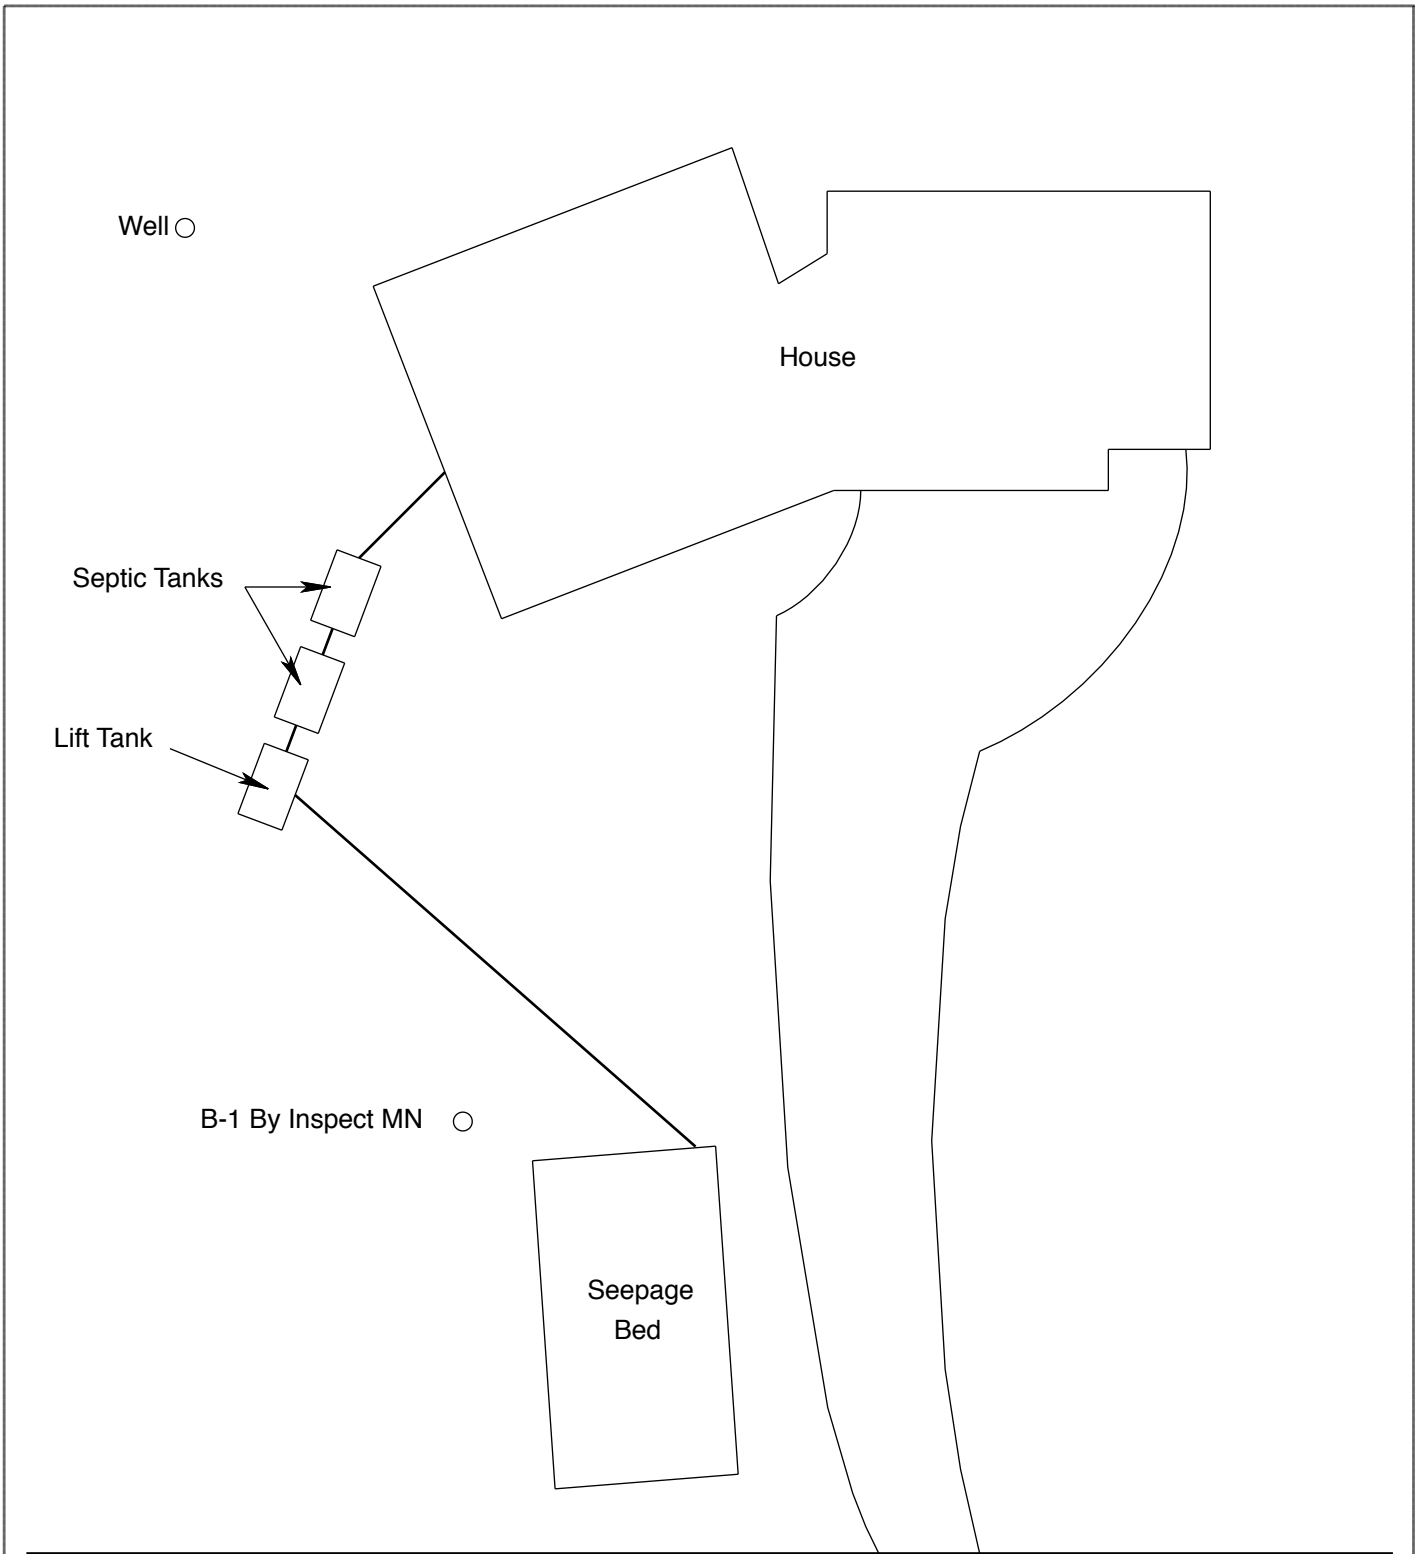 Well
House
Septic Tanks
Lift Tank
B-1 By Inspect MN
Seepage
Bed